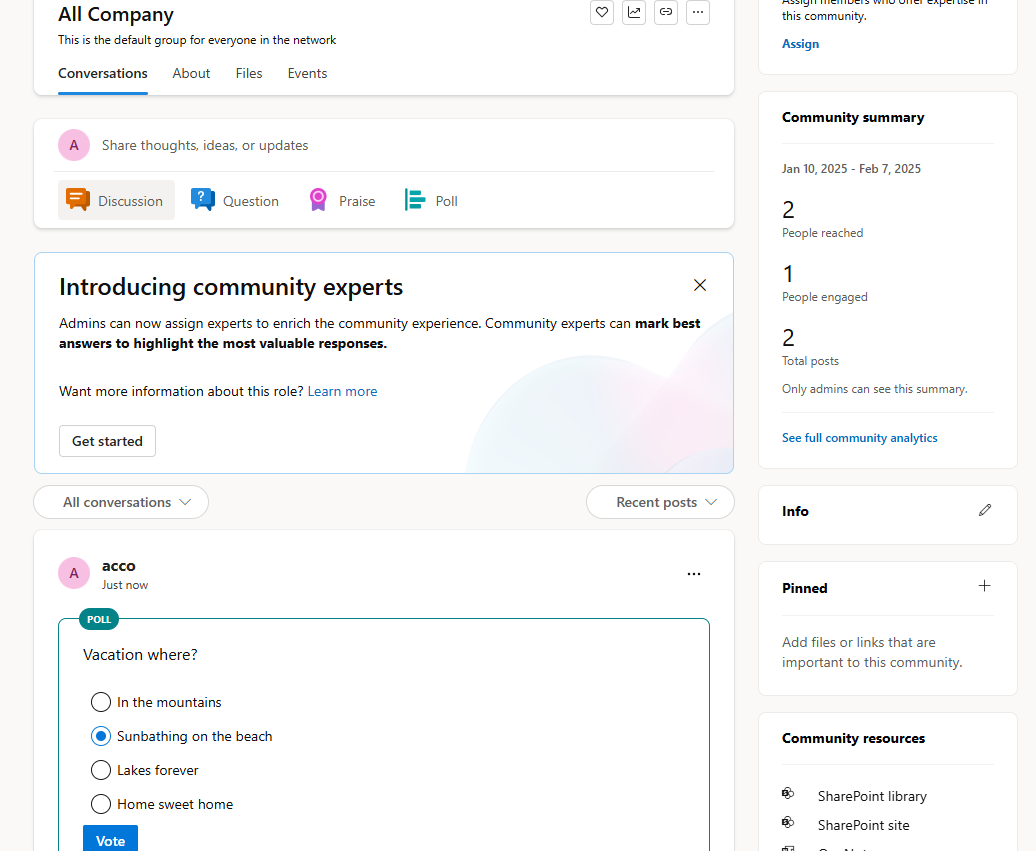 All Company
This is the default group for everyone in the network
Conversations
About
Files
Events
A
Share thoughts, ideas, or updates
Discussion
Question
Praise
Poll
Introducing community experts
Admins can now assign experts to enrich the community experience. Community experts can mark best
answers to highlight the most valuable responses.
Want more information about this role? Learn more
Get started
All conversations
Recent posts
A
acco
Just now
POLL
Vacation where?
In the mountains
Sunbathing on the beach
Lakes forever
Home sweet home
Vote
Assign members who offer expertise in
this community.
Assign
Community summary
Jan 10, 2025 - Feb 7, 2025
2
People reached
1
People engaged
2
Total posts
Only admins can see this summary.
See full community analytics
Info
Pinned
Add files or links that are
important to this community.
Community resources
SharePoint library
SharePoint site